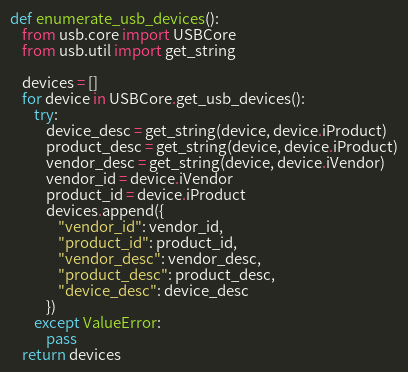 def enumerate_usb_devices():
    from usb.core import USBCore
    from usb.util import get_string

    devices = []
    for device in USBCore.get_usb_devices():
        try:
            device_desc = get_string(device, device.iProduct)
            product_desc = get_string(device, device.iProduct)
            vendor_desc = get_string(device, device.iVendor)
            vendor_id = device.iVendor
            product_id = device.iProduct
            devices.append({
                "vendor_id": vendor_id,
                "product_id": product_id,
                "vendor_desc": vendor_desc,
                "product_desc": product_desc,
                "device_desc": device_desc
            })
        except ValueError:
            pass
    return devices